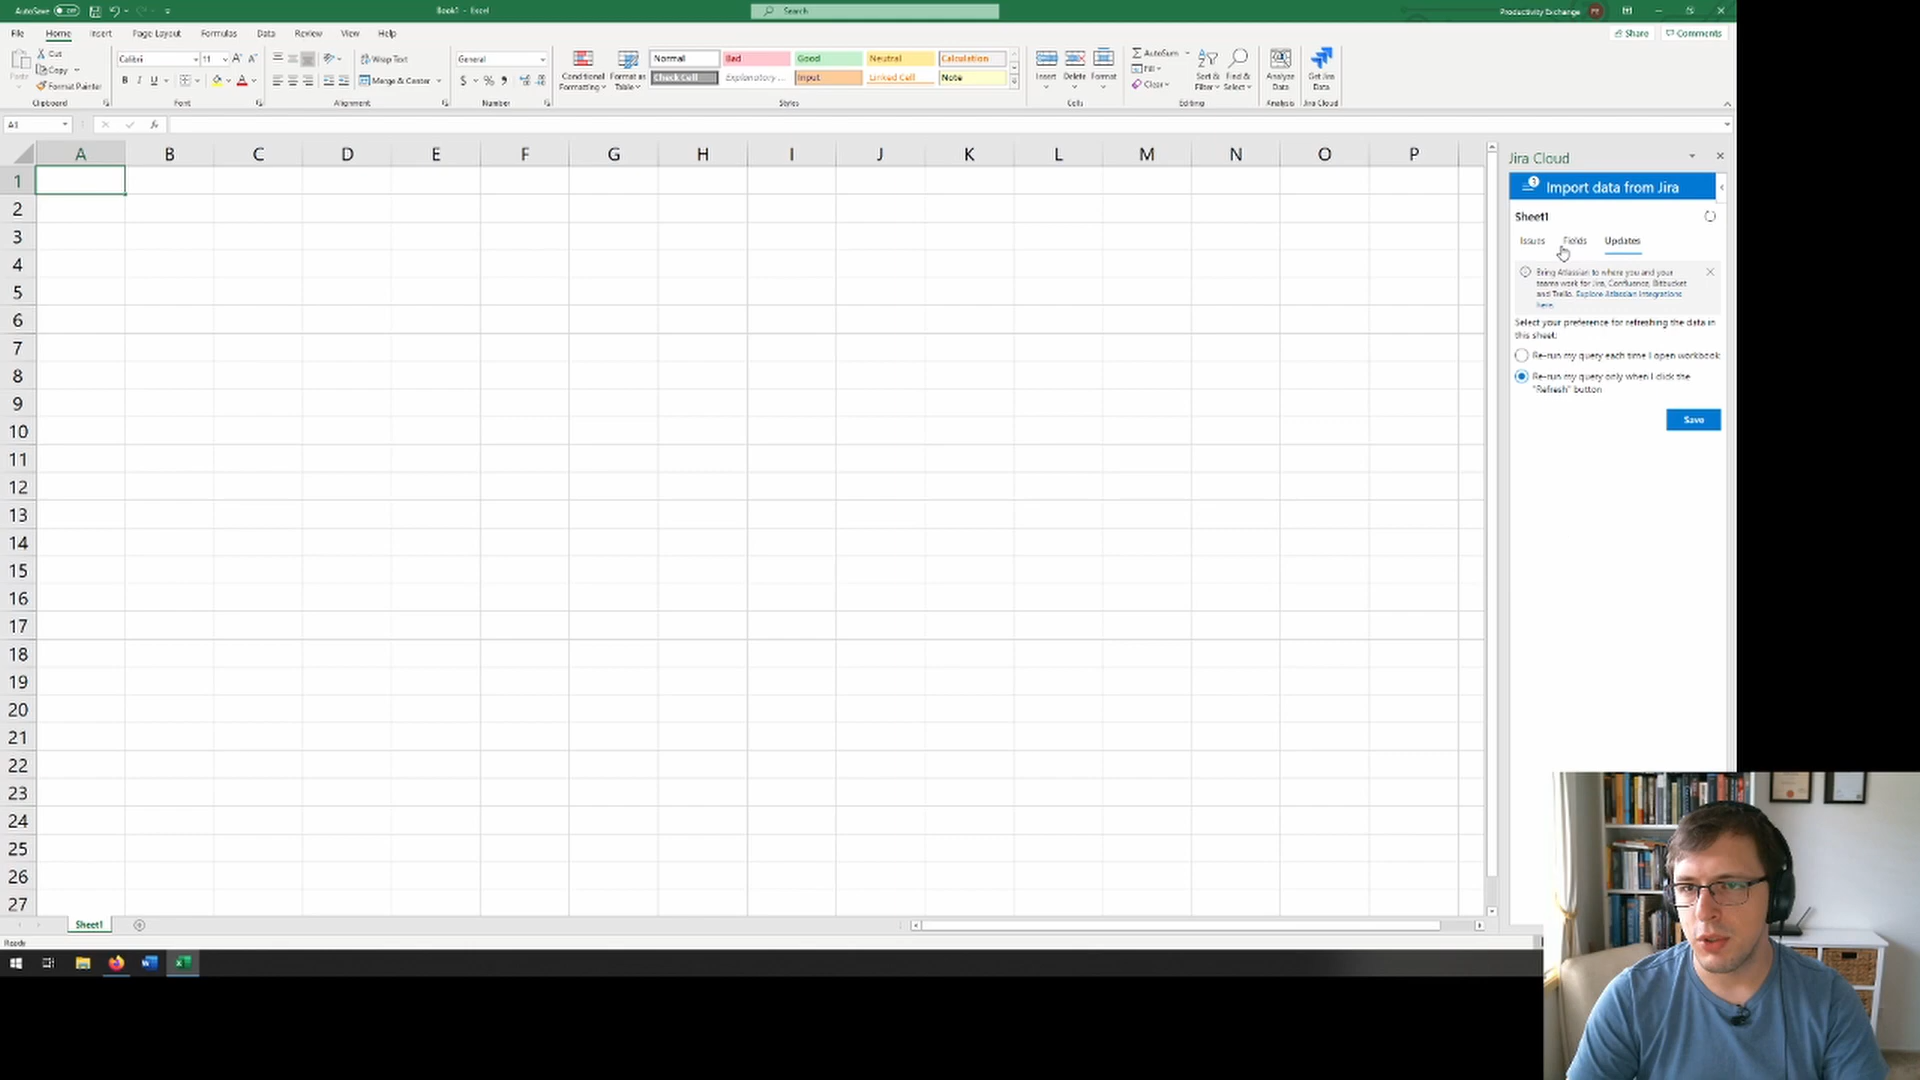 AutoSave Off Book1 - Excel Search Productivity Exchange PE
File Home Insert Page Layout Formulas Data Review View Help Share Comments
Paste Cut Copy Format Painter Clipboard
Calibri 11 A A B I U A Font
Wrap Text Merge & Center Alignment
General $ % Number
Conditional Formatting Format as Table
Normal Bad Good Neutral Calculation
Check Cell Explanatory ... Input Linked Cell Note
Styles
Insert Delete Format Cells
AutoSum Fill Clear Sort & Filter Find & Select Editing
Analyze Data Analysis
Get Jira Data Jira Cloud
A1 fx
A B C D E F G H I J K L M N O P
1
2
3
4
5
6
7
8
9
10
11
12
13
14
15
16
17
18
19
20
21
22
23
24
25
26
27
Jira Cloud
Import data from Jira
Sheet1
Issues Fields Updates
Bring Atlassian to where you and your
teams work for Jira, Confluence, Bitbucket
and Trello. Explore Atlassian integrations
here.
Select your preference for refreshing the data in
this sheet:
Re-run my query each time I open workbook
Re-run my query only when I click the
"Refresh" button
Save
Sheet1
Ready